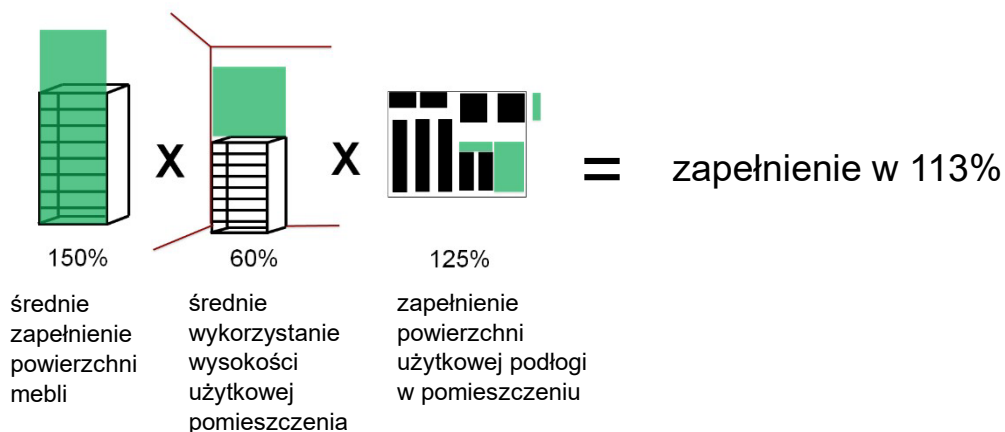 X X = zapełnienie w 113%
150% 60% 125%
średnie
zapełnienie
powierzchni
mebli
średnie
wykorzystanie
wysokości
użytkowej
pomieszczenia
zapełnienie
powierzchni
użytkowej podłogi
w pomieszczeniu